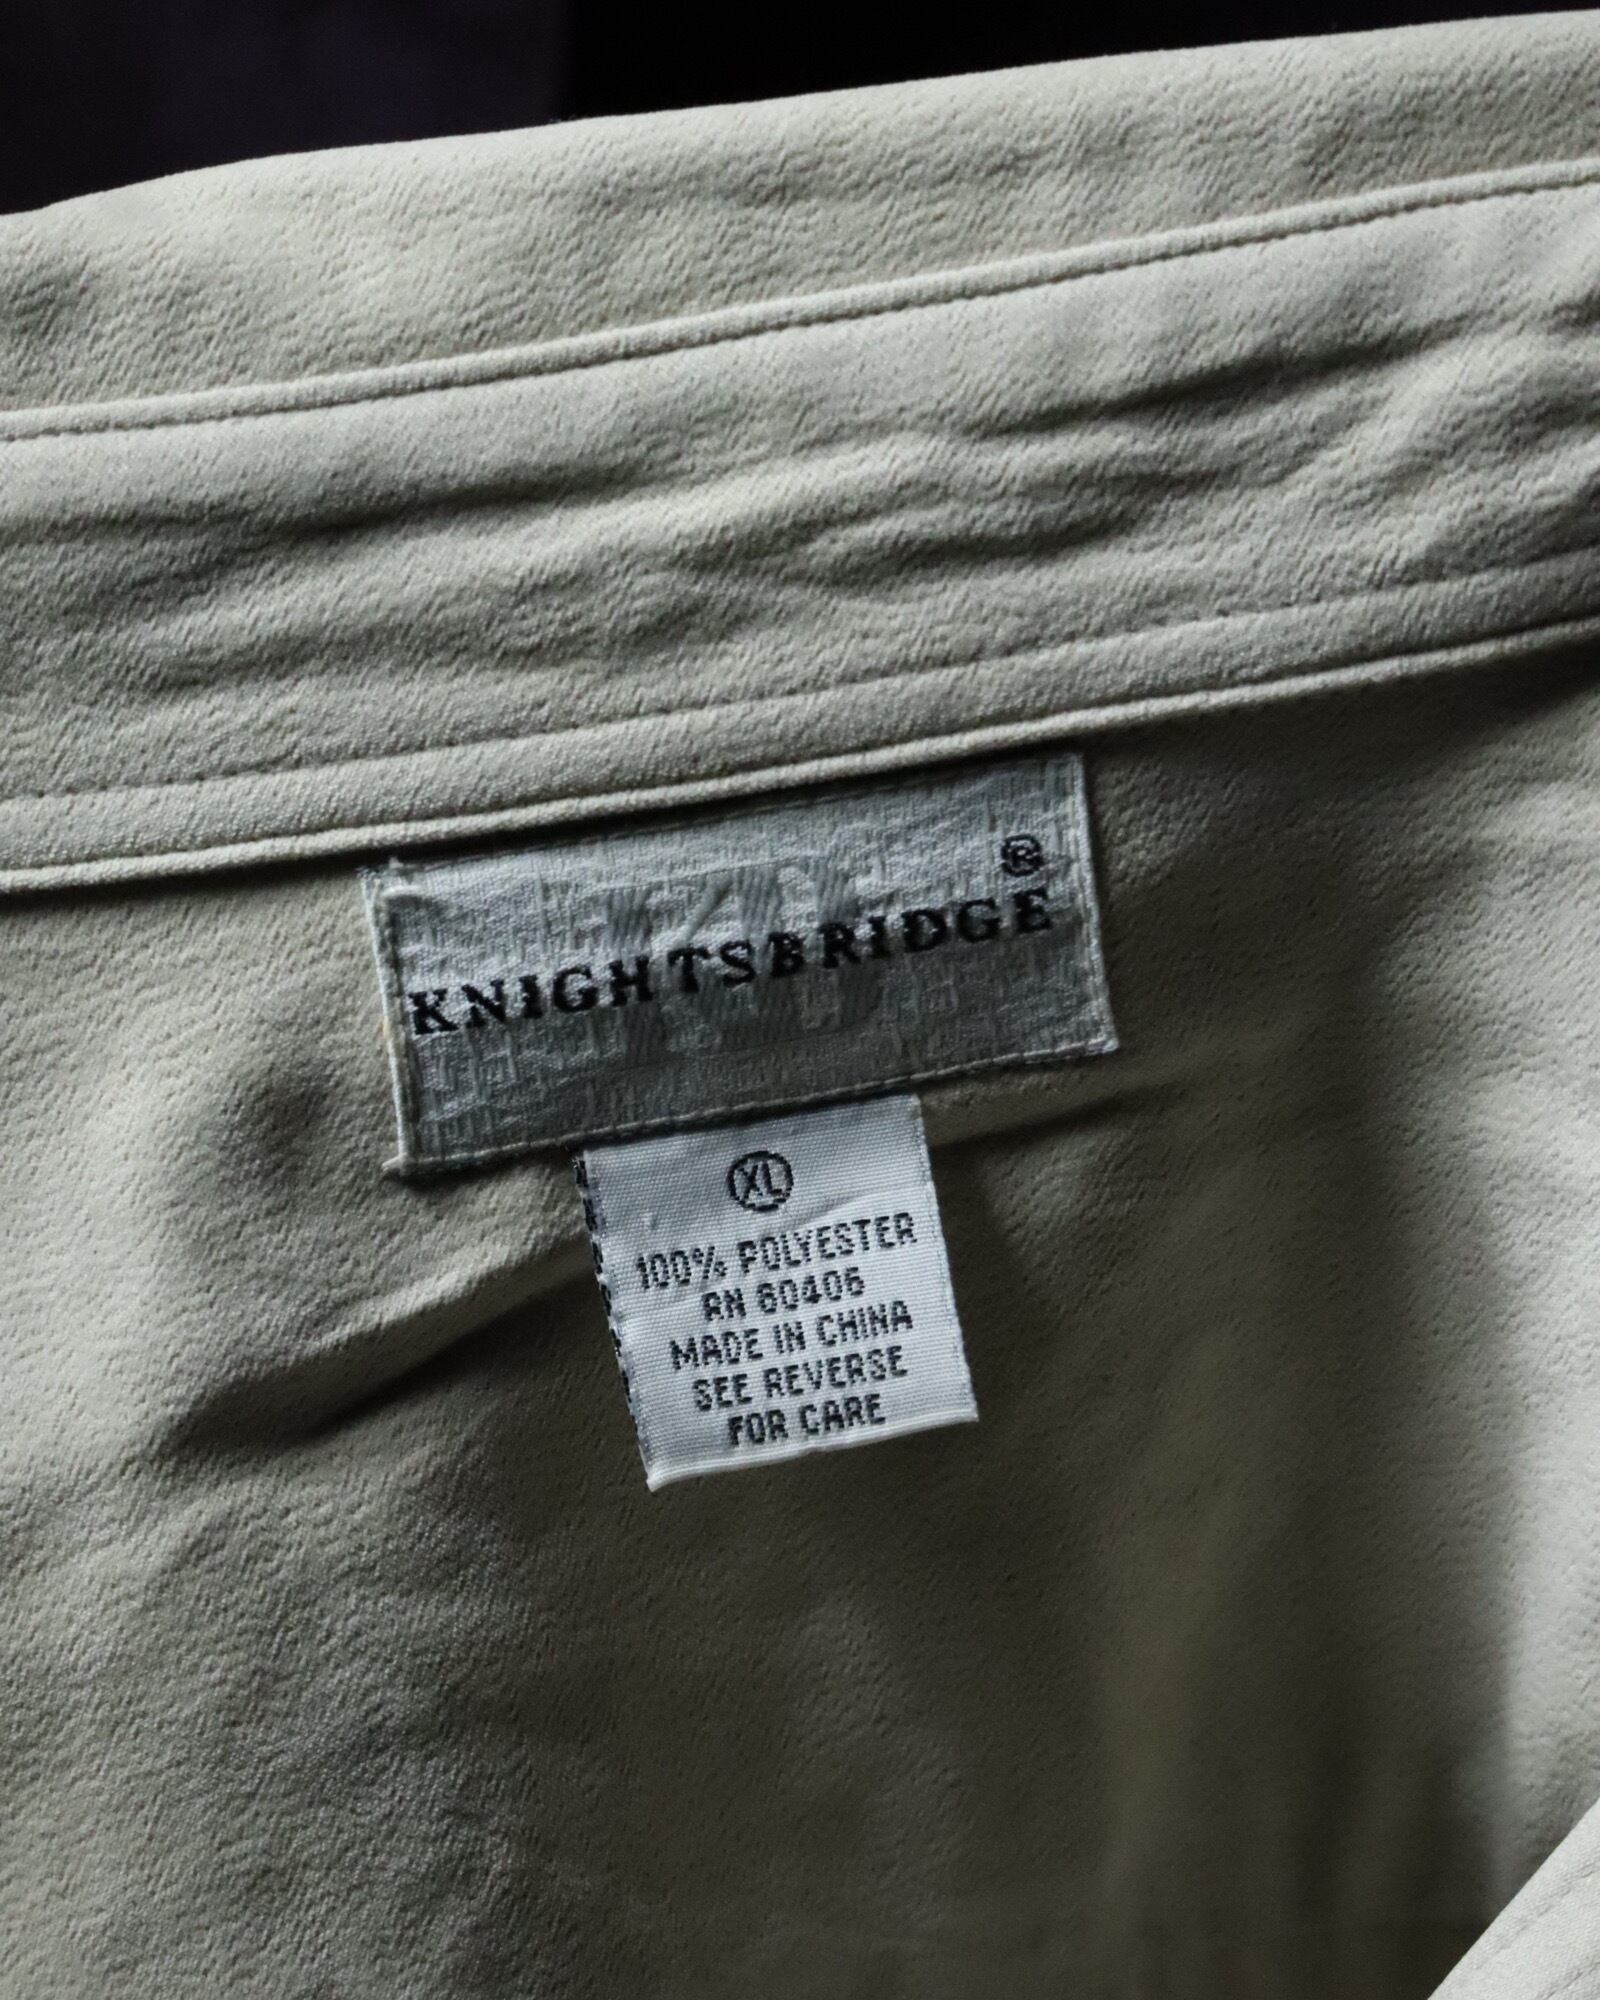 ®
KNIGHTSBRIDGE
XL
100% POLYESTER
RN 60406
MADE IN CHINA
SEE REVERSE
FOR CARE